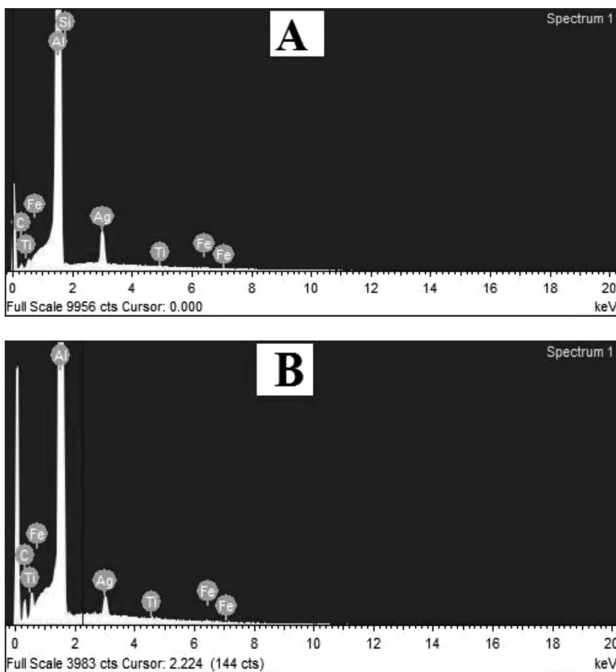 A
Spectrum 1
Si
Al
Fe
C
Ti
Ag
Ti
Fe
Fe
0 2 4 6 8 10 12 14 16 18 20
Full Scale 9956 cts Cursor: 0.000 keV
B
Spectrum 1
Al
Fe
C
Ti
Ag
Ti
Fe
Fe
0 2 4 6 8 10 12 14 16 18 20
Full Scale 3983 cts Cursor: 2.224 (144 cts) keV